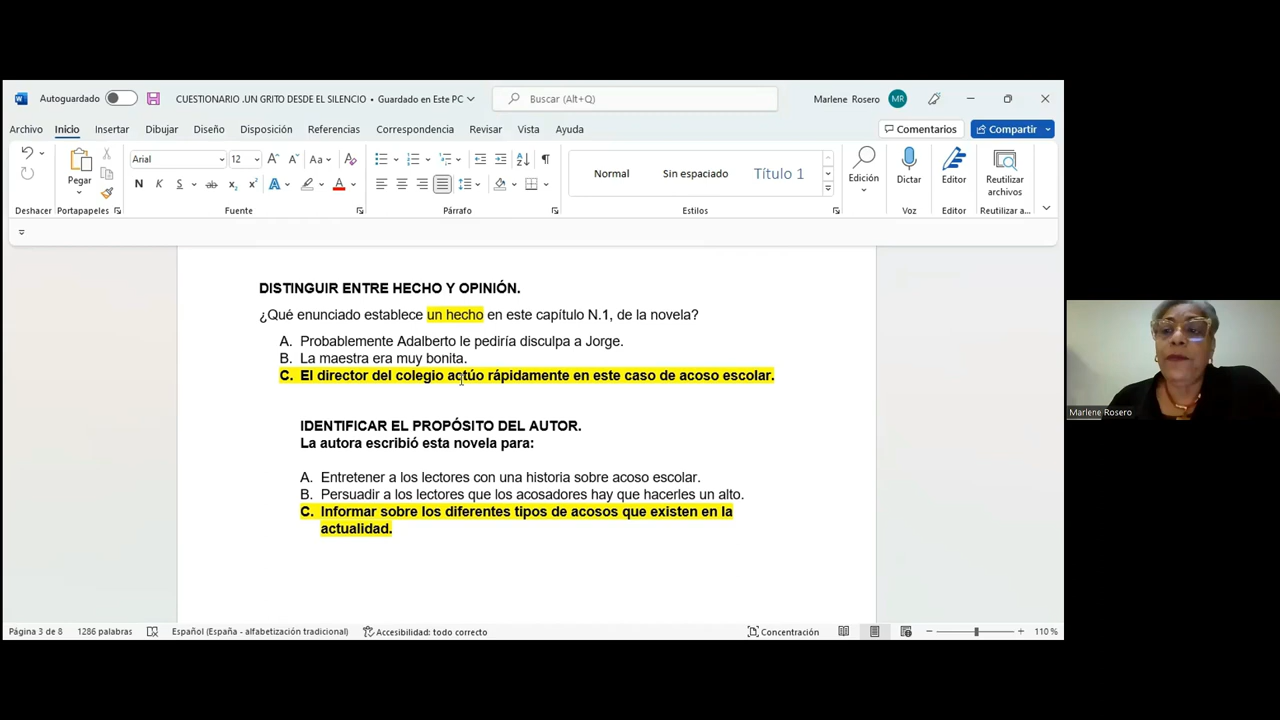 Autoguardado
CUESTIONARIO .UN GRITO DESDE EL SILENCIO • Guardado en Este PC
Buscar (Alt+Q)
Marlene Rosero MR
Archivo Inicio Insertar Dibujar Diseño Disposición Referencias Correspondencia Revisar Vista Ayuda
Comentarios Compartir
Pegar
Arial 12 Aa
N K S ab x₂ x² A A
Normal Sin espaciado Título 1
Edición Dictar Editor Reutilizar archivos
Deshacer Portapapeles Fuente Párrafo Estilos Voz Editor Reutilizar a...
DISTINGUIR ENTRE HECHO Y OPINIÓN.
¿Qué enunciado establece un hecho en este capítulo N.1, de la novela?
A. Probablemente Adalberto le pediría disculpa a Jorge.
B. La maestra era muy bonita.
C. El director del colegio actúo rápidamente en este caso de acoso escolar.
IDENTIFICAR EL PROPÓSITO DEL AUTOR.
La autora escribió esta novela para:
A. Entretener a los lectores con una historia sobre acoso escolar.
B. Persuadir a los lectores que los acosadores hay que hacerles un alto.
C. Informar sobre los diferentes tipos de acosos que existen en la
actualidad.
Marlene Rosero
Página 3 de 8 1286 palabras Español (España - alfabetización tradicional) Accesibilidad: todo correcto Concentración 110 %